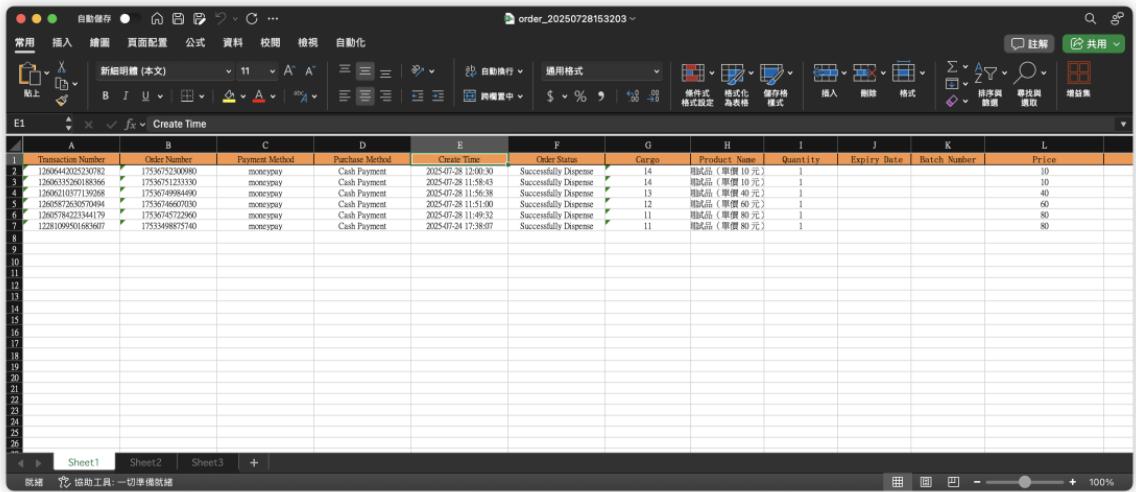 自動儲存
order_20250728153203
常用 插入 繪圖 頁面配置 公式 資料 校閱 檢視 自動化
註解 共用
貼上 新細明體 (本文) 11 A A 自動換行 通用格式
B I U A 跨欄置中 $ % 9
條件式格式設定 格式化為表格 儲存格樣式 插入 刪除 格式 排序與篩選 尋找與選取 增益集
E1 fx Create Time
A B C D E F G H I J K L
1 Transaction Number Order Number Payment Method Purchase Method Create Time Order Status Cargo Product Name Quantity Expiry Date Batch Number Price
2 12606442025230782 17536752300980 moneypay Cash Payment 2025-07-28 12:00:30 Successfully Dispense 14 測試品（單價 10 元） 1 10
3 12606335260188366 17536751233330 moneypay Cash Payment 2025-07-28 11:58:43 Successfully Dispense 14 測試品（單價 10 元） 1 10
4 12606210377139268 17536749984490 moneypay Cash Payment 2025-07-28 11:56:38 Successfully Dispense 13 測試品（單價 40 元） 1 40
5 12605872630570494 17536746607030 moneypay Cash Payment 2025-07-28 11:51:00 Successfully Dispense 12 測試品（單價 60 元） 1 60
6 12605784223344179 17536745722960 moneypay Cash Payment 2025-07-28 11:49:32 Successfully Dispense 11 測試品（單價 80 元） 1 80
7 12281099501683607 17533498875740 moneypay Cash Payment 2025-07-24 17:38:07 Successfully Dispense 11 測試品（單價 80 元） 1 80
8
9
10
11
12
13
14
15
16
17
18
19
20
21
22
23
24
25
26
Sheet1 Sheet2 Sheet3 +
就緒 協助工具: 一切準備就緒 100%